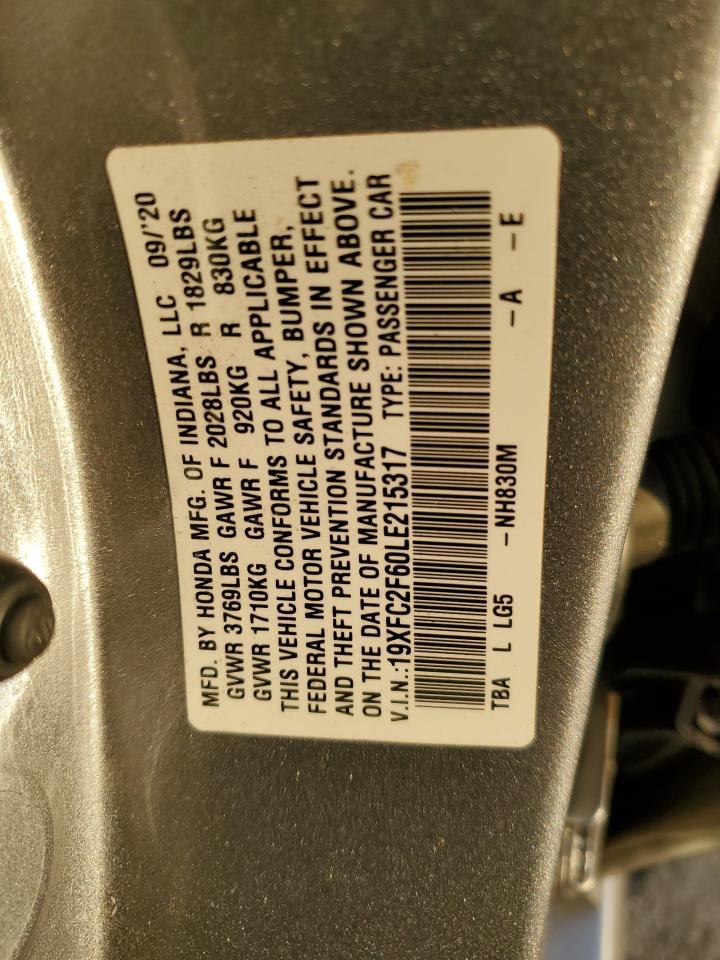 MFD. BY HONDA MFG. OF INDIANA, LLC 09/'20
GVWR 3769LBS GAWR F 2028LBS R 1829LBS
GVWR 1710KG GAWR F 920KG R 830KG
THIS VEHICLE CONFORMS TO ALL APPLICABLE
FEDERAL MOTOR VEHICLE SAFETY, BUMPER,
AND THEFT PREVENTION STANDARDS IN EFFECT
ON THE DATE OF MANUFACTURE SHOWN ABOVE.
V.I.N.:19XFC2F60LE215317 TYPE: PASSENGER CAR
TBA L LG5 -NH830M -A -E